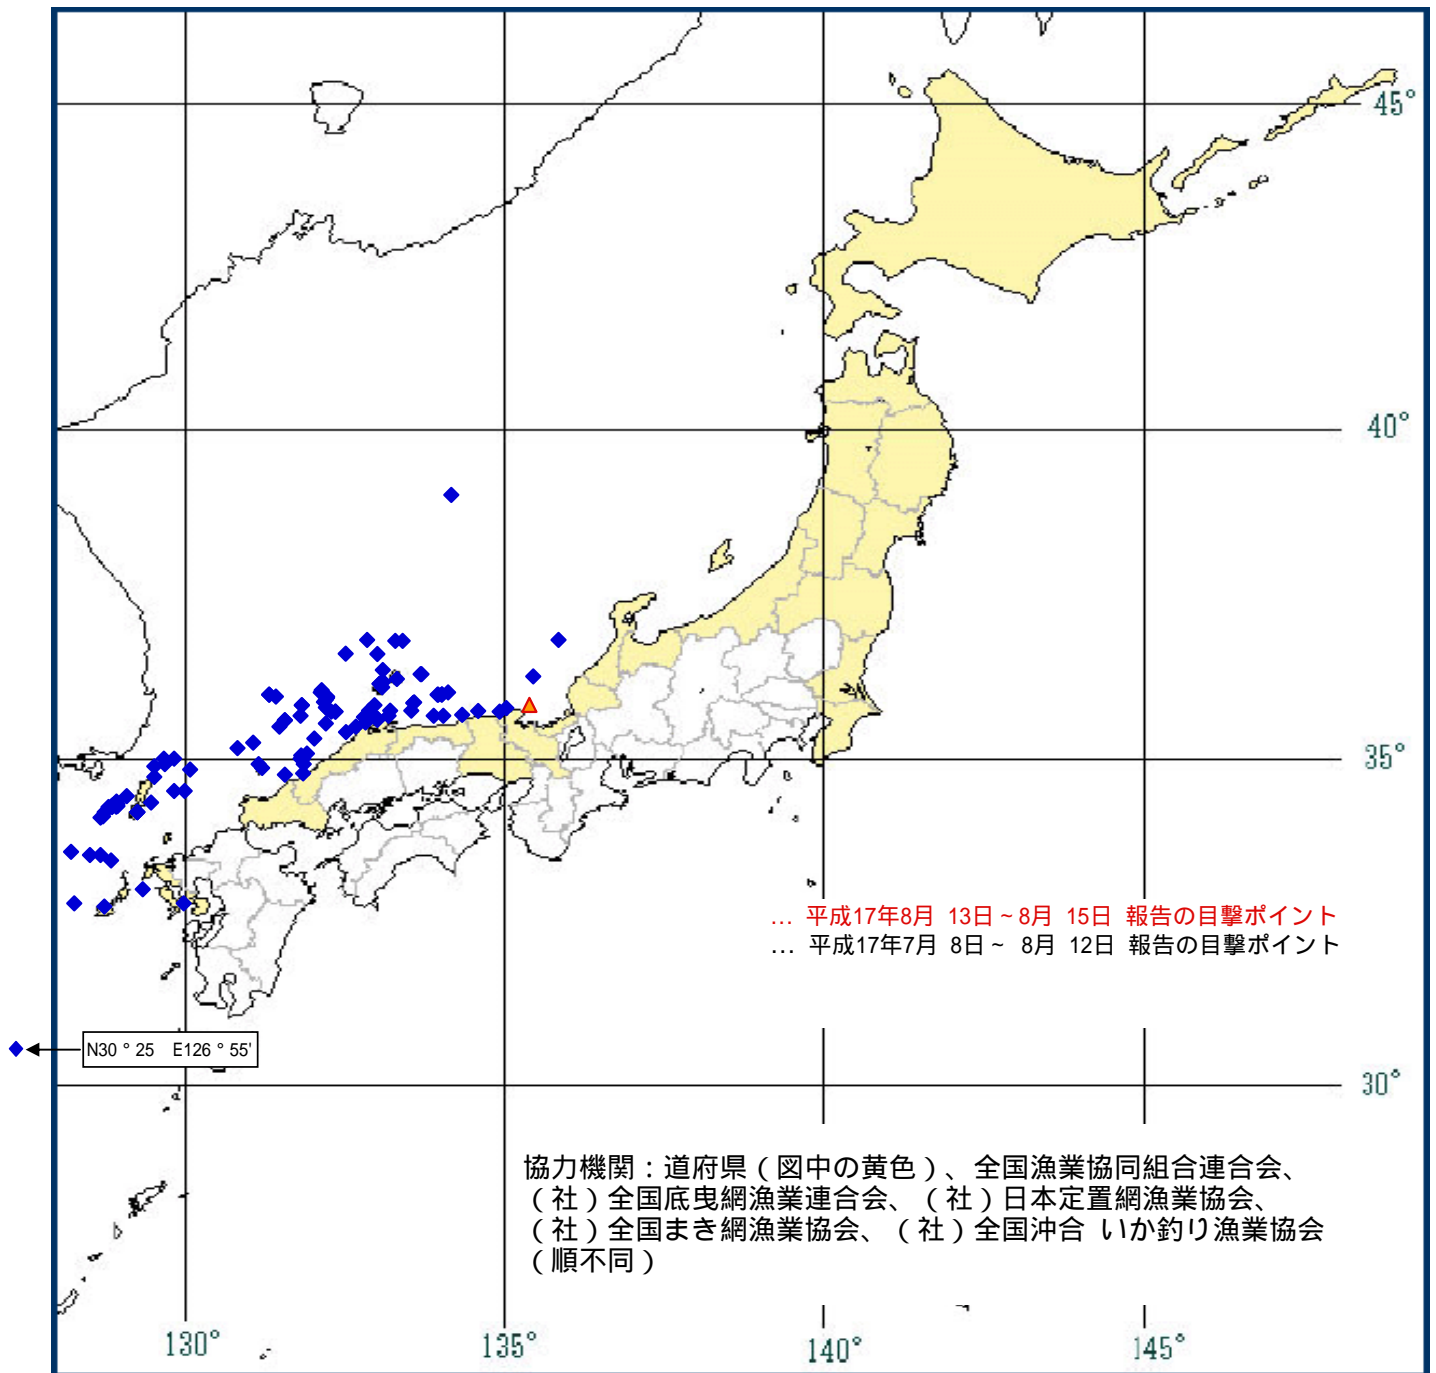 45°
40°
35°
... 平成17年8月 13日~8月 15日 報告の目撃ポイント
... 平成17年7月 8日~ 8月 12日 報告の目撃ポイント
N30 ° 25 E126 ° 55'
30°
協力機関：道府県（図中の黄色）、全国漁業協同組合連合会、
（社）全国底曳網漁業連合会、（社）日本定置網漁業協会、
（社）全国まき網漁業協会、（社）全国沖合 いか釣り漁業協会
（順不同）
130° 135° 140° 145°